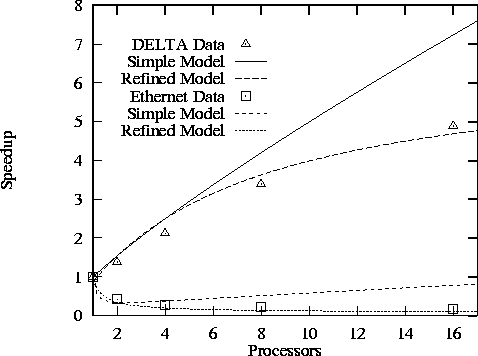 8
7
6
5
4
3
2
1
0
Speedup
DELTA Data
Simple Model
Refined Model
Ethernet Data
Simple Model
Refined Model
2 4 6 8 10 12 14 16
Processors